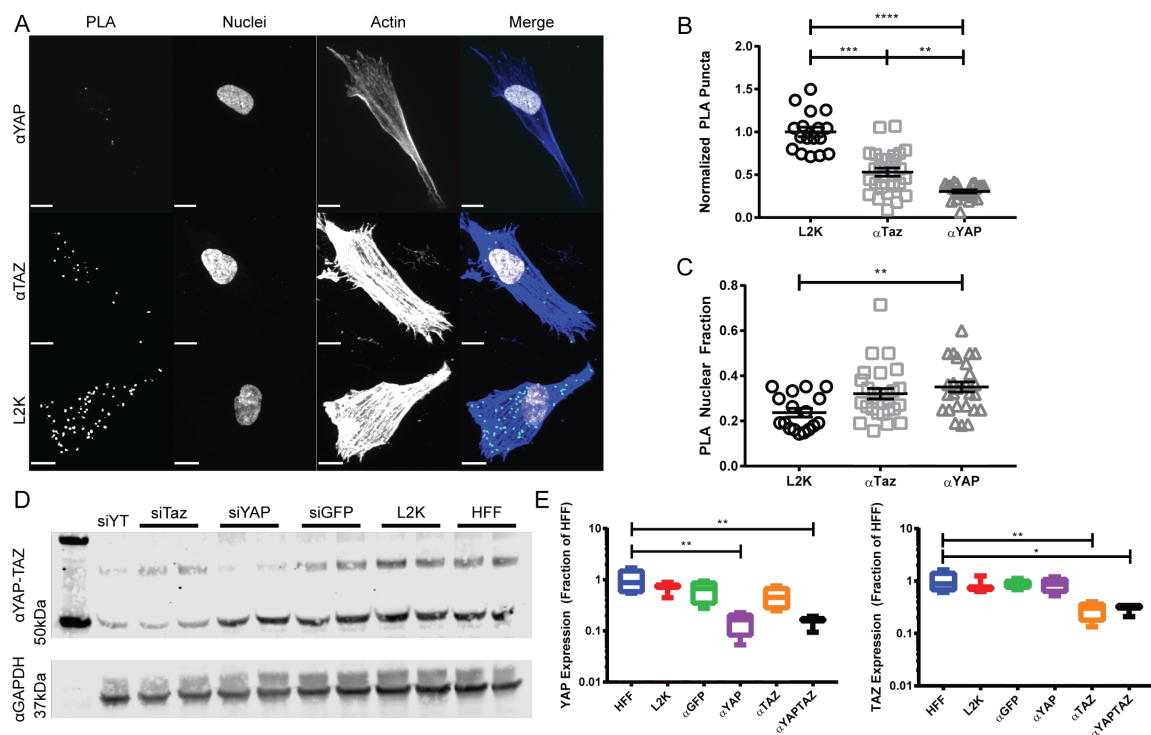 A
PLA Nuclei Actin Merge
αYAP
αTAZ
L2K
B
**** 
*** **
Normalized PLA Puncta
2.0
1.5
1.0
0.5
0.0
L2K αTaz αYAP
C
**
PLA Nuclear Fraction
0.8
0.6
0.4
0.2
0.0
L2K αTaz αYAP
D
siYT siTaz siYAP siGFP L2K HFF
αYAP-TAZ
50kDa
αGAPDH
37kDa
E
YAP Expression (Fraction of HFF)
10
1
0.1
0.01
**
**
HFF L2K αGFP αYAP αTAZ αYAPTAZ
TAZ Expression (Fraction of HFF)
10
1
0.1
0.01
**
*
HFF L2K αGFP αYAP αTAZ αYAPTAZ